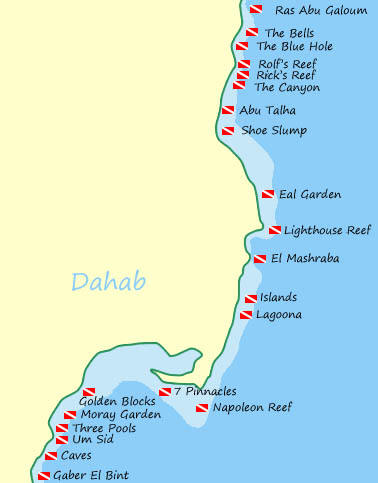 Ras Abu Galoum
The Bells
The Blue Hole
Rolf's Reef
Rick's Reef
The Canyon
Abu Talha
Shoe Slump
Eal Garden
Lighthouse Reef
El Mashraba
Dahab
Islands
Lagoona
7 Pinnacles
Golden Blocks
Napoleon Reef
Moray Garden
Three Pools
Um Sid
Caves
Gaber El Bint